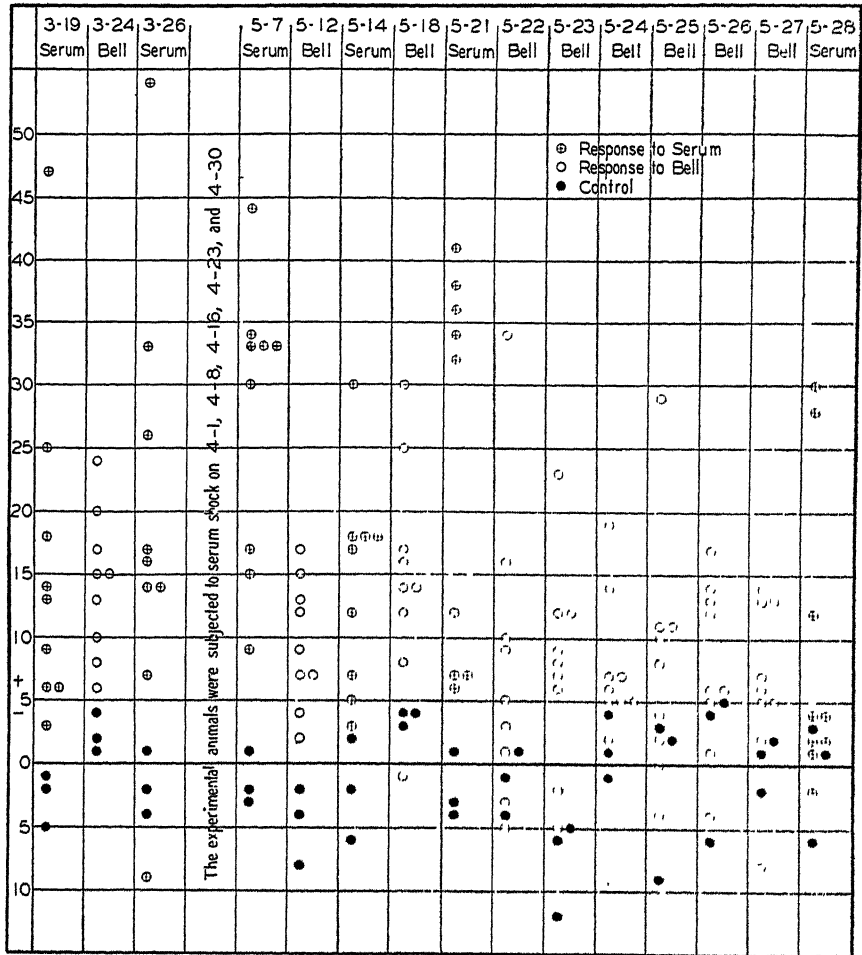 3-19 3-24 3-26 5-7 5-12 5-14 5-18 5-21 5-22 5-23 5-24 5-25 5-26 5-27 5-28
Serum Bell Serum Serum Bell Serum Bell Serum Bell Bell Bell Bell Bell Bell Serum
50
45
40
35
30
25
20
15
10
+
5
−
0
5
10
The experimental animals were subjected to serum shock on 4-1, 4-8, 4-16, 4-23, and 4-30
⊕ Response to Serum
○ Response to Bell
● Control